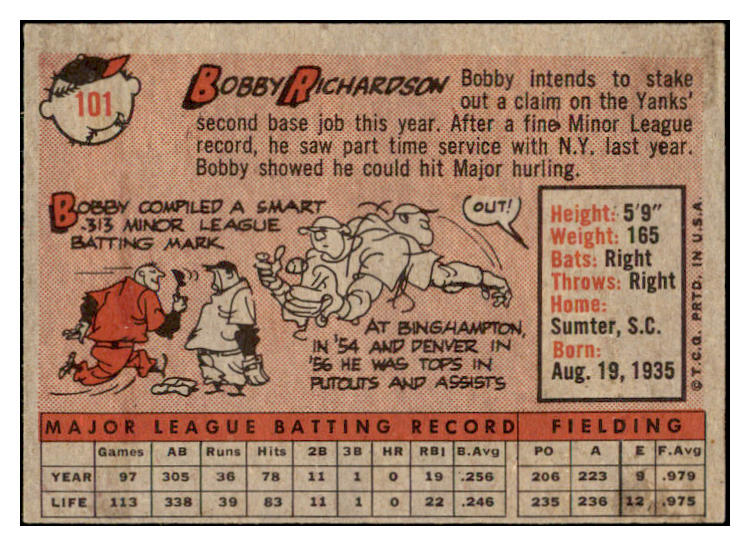 101
BOBBY RICHARDSON
Bobby intends to stake
out a claim on the Yanks'
second base job this year. After a fine Minor League
record, he saw part time service with N.Y. last year.
Bobby showed he could hit Major hurling.
BOBBY COMPILED A SMART
.313 MINOR LEAGUE
BATTING MARK
OUT!
AT BINGHAMPTON,
IN '54 AND DENVER IN
'56 HE WAS TOPS IN
PUTOUTS AND ASSISTS
Height: 5'9"
Weight: 165
Bats: Right
Throws: Right
Home:
Sumter, S.C.
Born:
Aug. 19, 1935
© T.C.G. PRTD. IN U.S.A.
MAJOR LEAGUE BATTING RECORD FIELDING
Games AB Runs Hits 2B 3B HR RBI B.Avg PO A E F.Avg
YEAR 97 305 36 78 11 1 0 19 .256 206 223 9 .979
LIFE 113 338 39 83 11 1 0 22 .246 235 236 12 .975